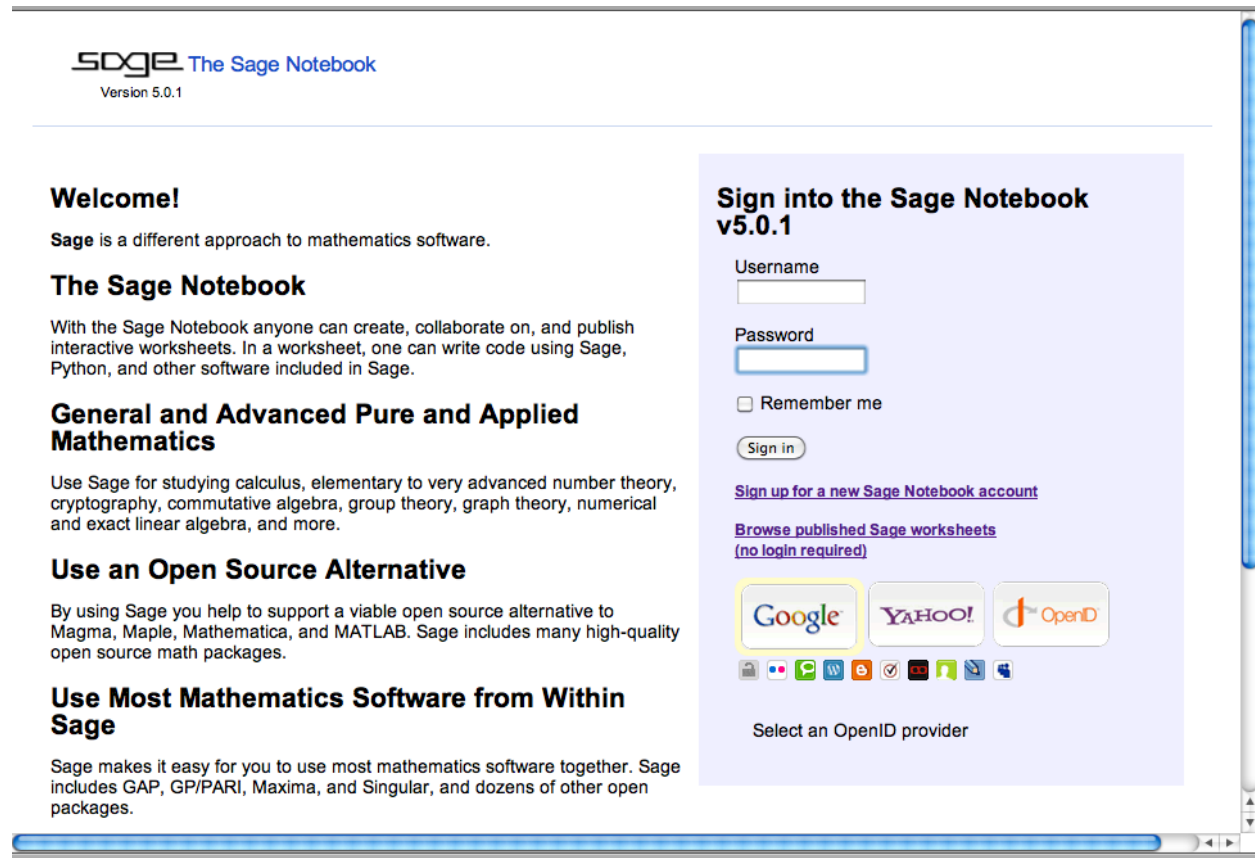 sage The Sage Notebook
Version 5.0.1
Welcome!
Sage is a different approach to mathematics software.
The Sage Notebook
With the Sage Notebook anyone can create, collaborate on, and publish
interactive worksheets. In a worksheet, one can write code using Sage,
Python, and other software included in Sage.
General and Advanced Pure and Applied
Mathematics
Use Sage for studying calculus, elementary to very advanced number theory,
cryptography, commutative algebra, group theory, graph theory, numerical
and exact linear algebra, and more.
Use an Open Source Alternative
By using Sage you help to support a viable open source alternative to
Magma, Maple, Mathematica, and MATLAB. Sage includes many high-quality
open source math packages.
Use Most Mathematics Software from Within
Sage
Sage makes it easy for you to use most mathematics software together. Sage
includes GAP, GP/PARI, Maxima, and Singular, and dozens of other open
packages.
Sign into the Sage Notebook
v5.0.1
Username
Password
Remember me
Sign in
Sign up for a new Sage Notebook account
Browse published Sage worksheets
(no login required)
Google YAHOO! OpenID
Select an OpenID provider